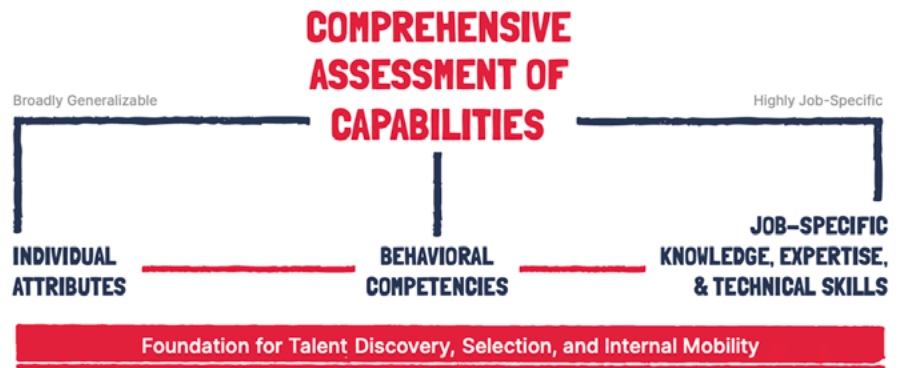 COMPREHENSIVE
ASSESSMENT OF
CAPABILITIES
Broadly Generalizable
Highly Job-Specific
INDIVIDUAL
ATTRIBUTES
BEHAVIORAL
COMPETENCIES
JOB-SPECIFIC
KNOWLEDGE, EXPERTISE,
& TECHNICAL SKILLS
Foundation for Talent Discovery, Selection, and Internal Mobility